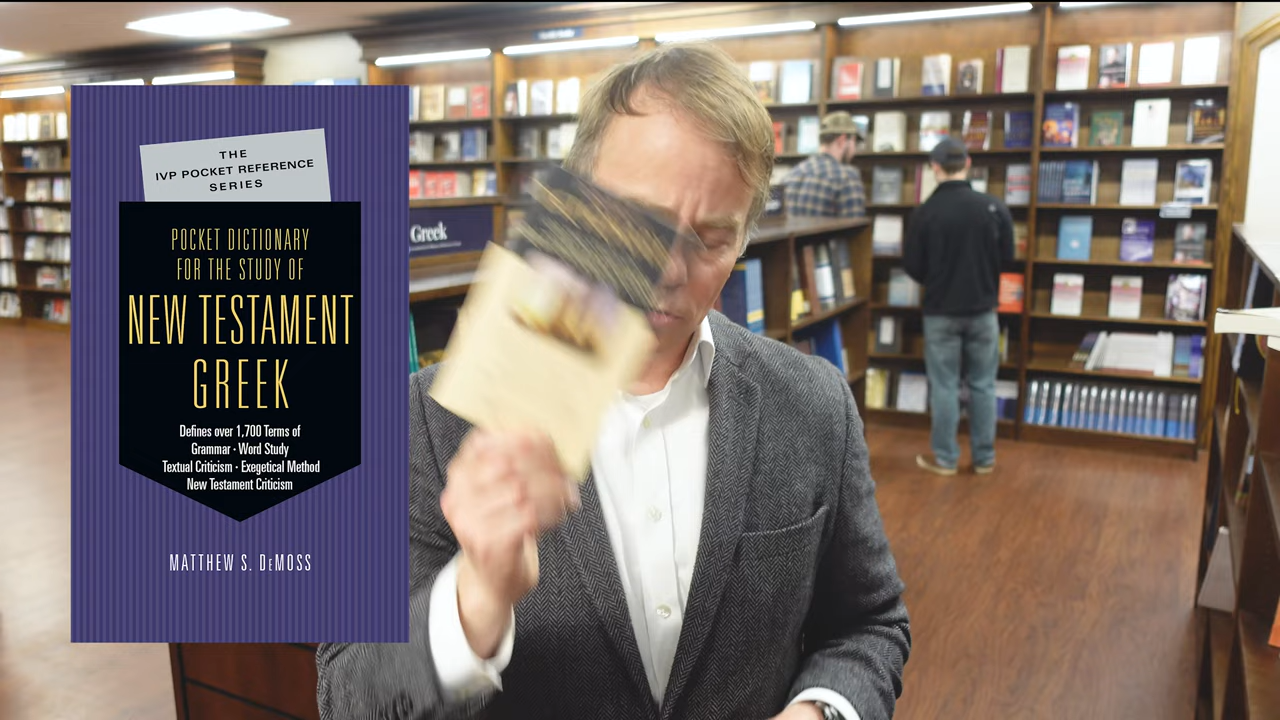 THE
IVP POCKET REFERENCE
SERIES
POCKET DICTIONARY
FOR THE STUDY OF
NEW TESTAMENT
GREEK
Defines over 1,700 Terms of
Grammar · Word Study
Textual Criticism · Exegetical Method
New Testament Criticism
MATTHEW S. DEMOSS
Greek